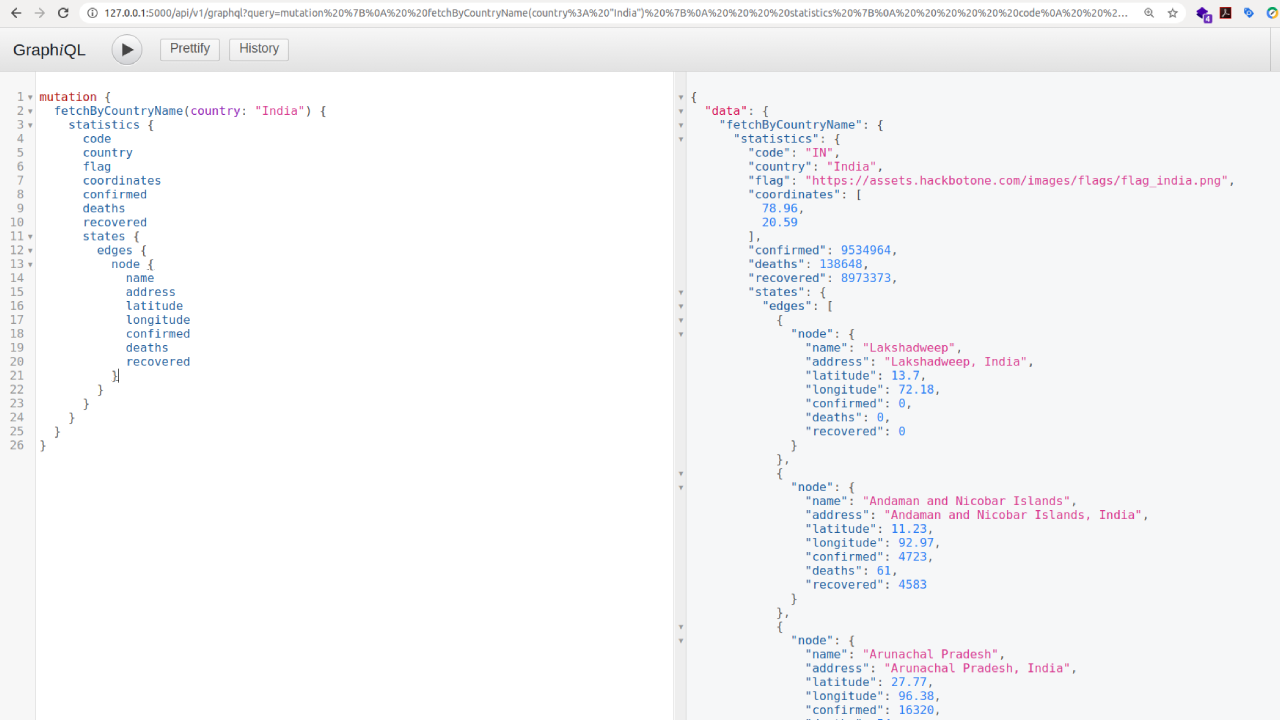 127.0.0.1:5000/api/v1/graphql?query=mutation%20%7B%0A%20%20fetchByCountryName(country%3A%20"India")%20%7B%0A%20%20%20%20statistics%20%7B%0A%20%20%20%20%20%20code%0A%20%20%2...
4
GraphiQL
Prettify
History
1 mutation {
2 fetchByCountryName(country: "India") {
3 statistics {
4 code
5 country
6 flag
7 coordinates
8 confirmed
9 deaths
10 recovered
11 states {
12 edges {
13 node {
14 name
15 address
16 latitude
17 longitude
18 confirmed
19 deaths
20 recovered
21 }
22 }
23 }
24 }
25 }
26 }
{
"data": {
"fetchByCountryName": {
"statistics": {
"code": "IN",
"country": "India",
"flag": "https://assets.hackbotone.com/images/flags/flag_india.png",
"coordinates": [
78.96,
20.59
],
"confirmed": 9534964,
"deaths": 138648,
"recovered": 8973373,
"states": {
"edges": [
{
"node": {
"name": "Lakshadweep",
"address": "Lakshadweep, India",
"latitude": 13.7,
"longitude": 72.18,
"confirmed": 0,
"deaths": 0,
"recovered": 0
}
},
{
"node": {
"name": "Andaman and Nicobar Islands",
"address": "Andaman and Nicobar Islands, India",
"latitude": 11.23,
"longitude": 92.97,
"confirmed": 4723,
"deaths": 61,
"recovered": 4583
}
},
{
"node": {
"name": "Arunachal Pradesh",
"address": "Arunachal Pradesh, India",
"latitude": 27.77,
"longitude": 96.38,
"confirmed": 16320,